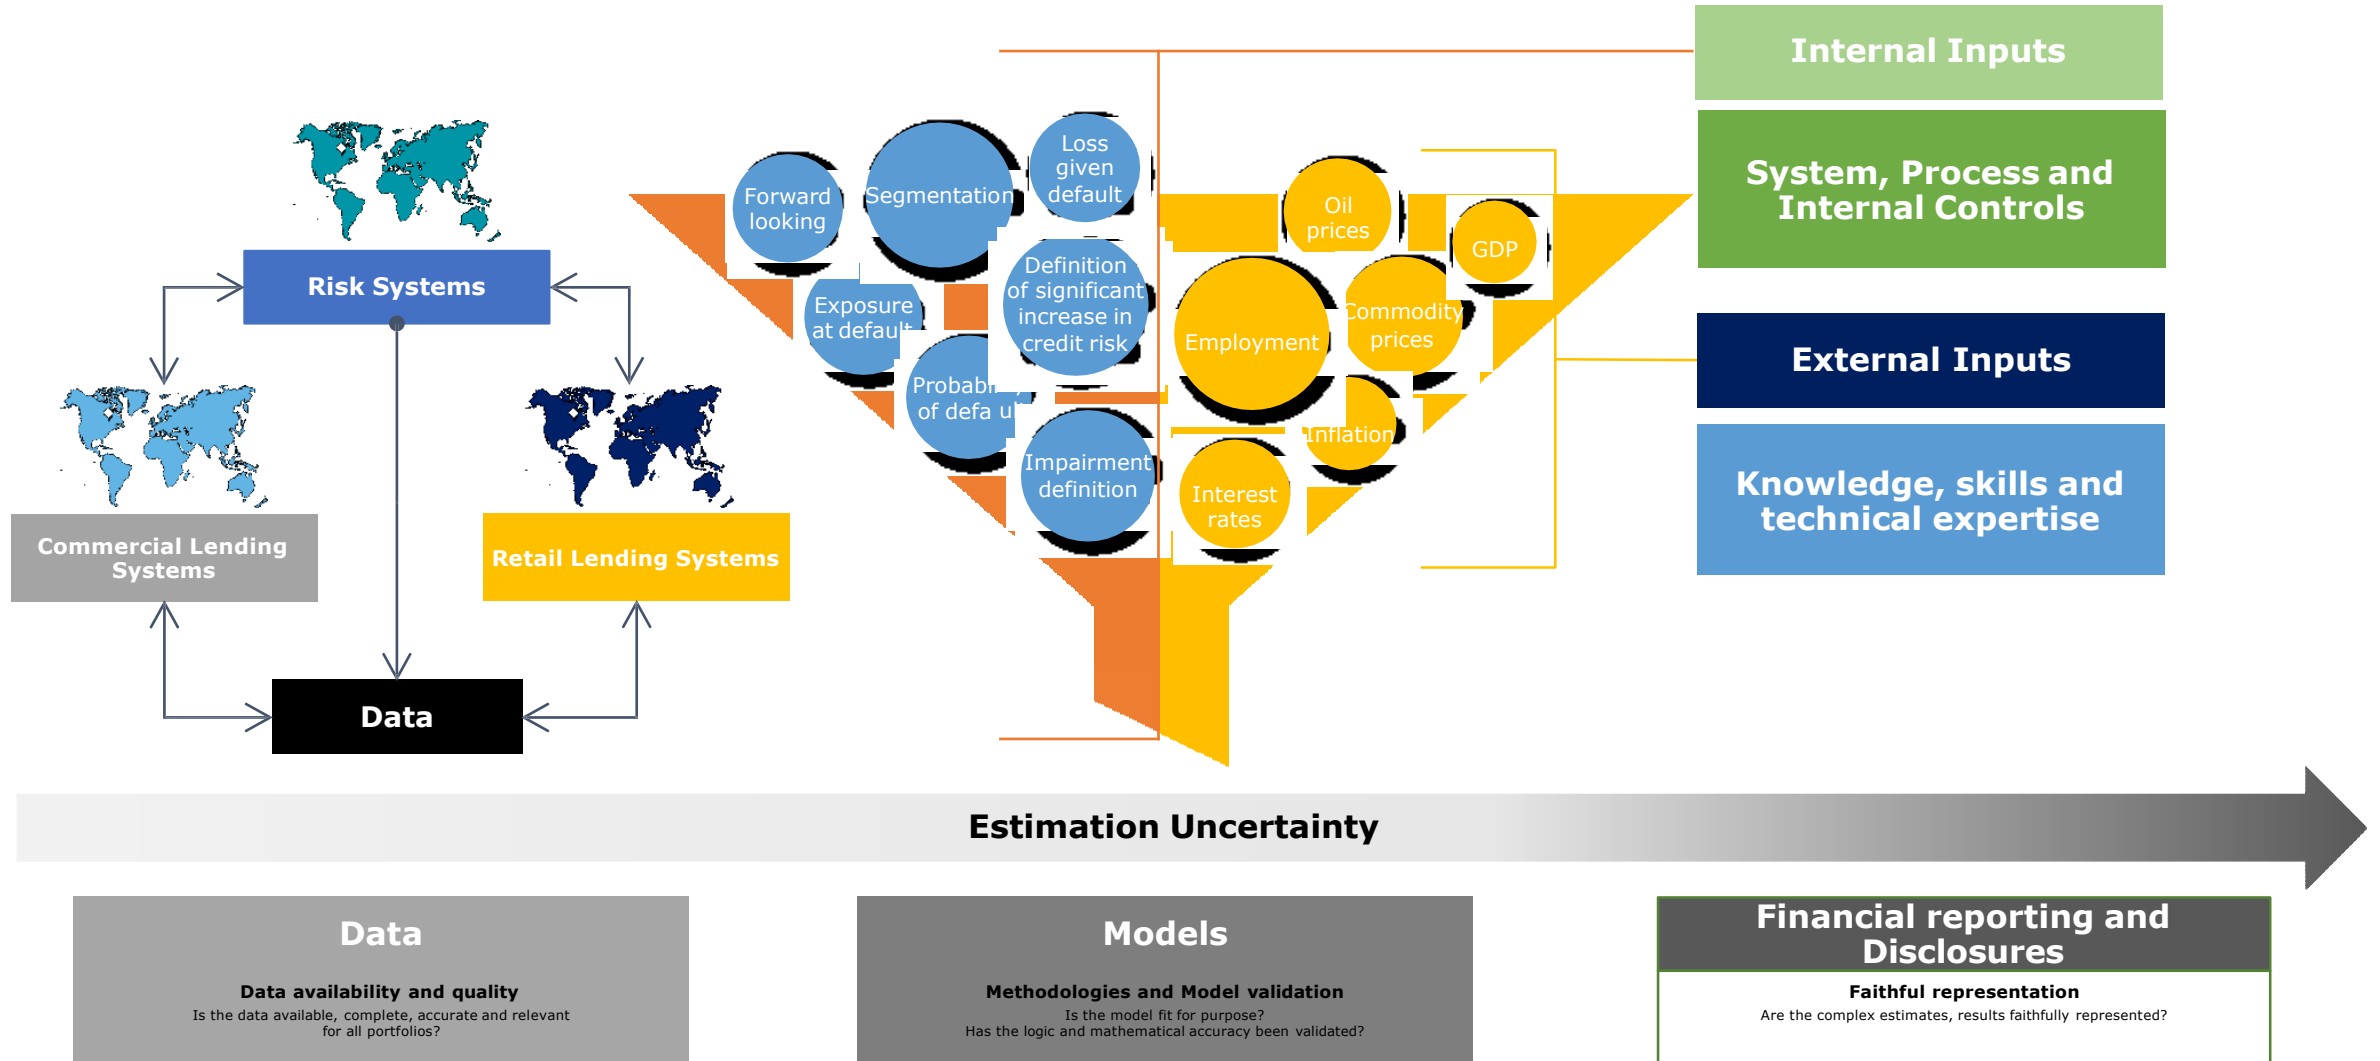 Internal Inputs
System, Process and
Internal Controls
External Inputs
Knowledge, skills and
technical expertise
Risk Systems
Commercial Lending
Systems
Retail Lending Systems
Data
Forward
looking
Segmentation
Loss
given
default
Exposure
at default
Definition
of significant
increase in
credit risk
of defa ul
Impairment
definition
Oil
prices
GDP
Employment
Commodity
prices
Inflation
Interest
rates
Estimation Uncertainty
Data
Data availability and quality
Is the data available, complete, accurate and relevant
for all portfolios?
Models
Methodologies and Model validation
Is the model fit for purpose?
Has the logic and mathematical accuracy been validated?
Financial reporting and
Disclosures
Faithful representation
Are the complex estimates, results faithfully represented?